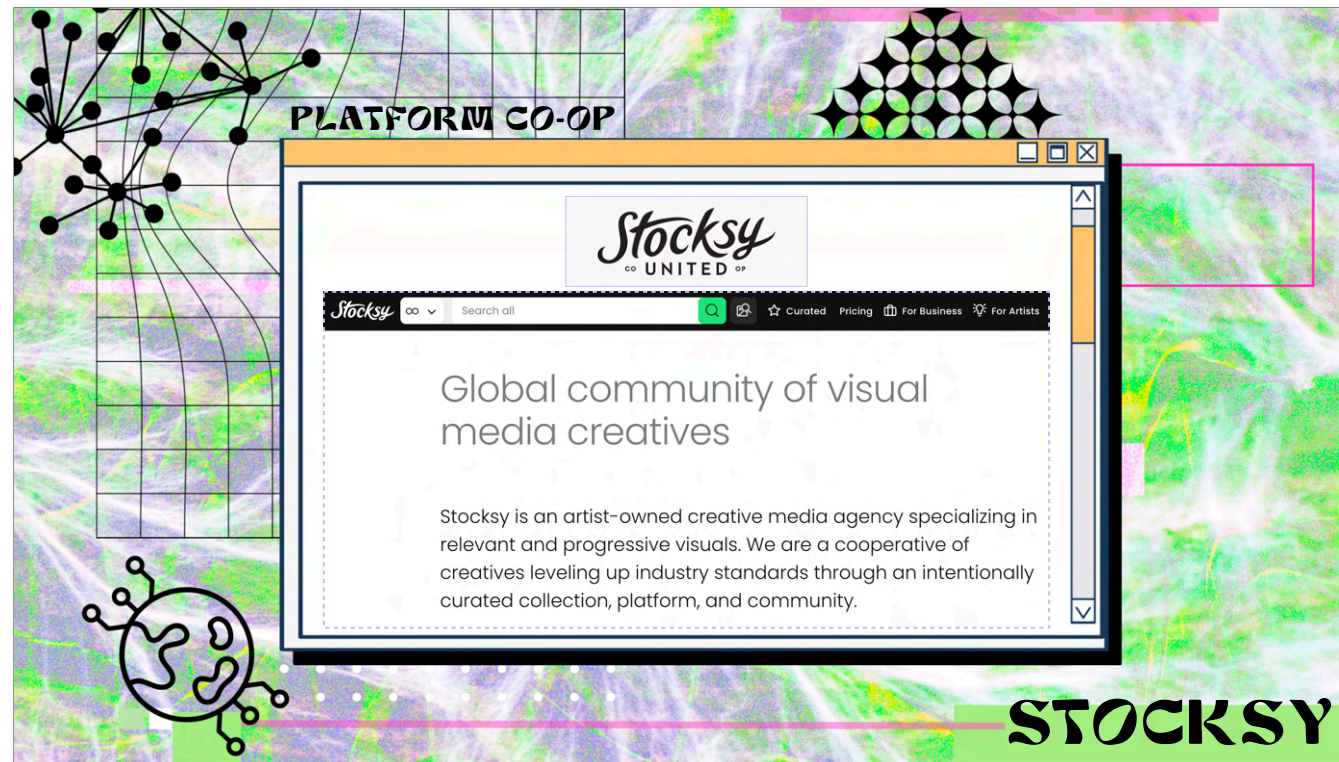 PLATFORM CO-OP
Stocksy
CO UNITED OP
Stocksy Search all Curated Pricing For Business For Artists
Global community of visual
media creatives
Stocksy is an artist-owned creative media agency specializing in
relevant and progressive visuals. We are a cooperative of
creatives leveling up industry standards through an intentionally
curated collection, platform, and community.
STOCKSY